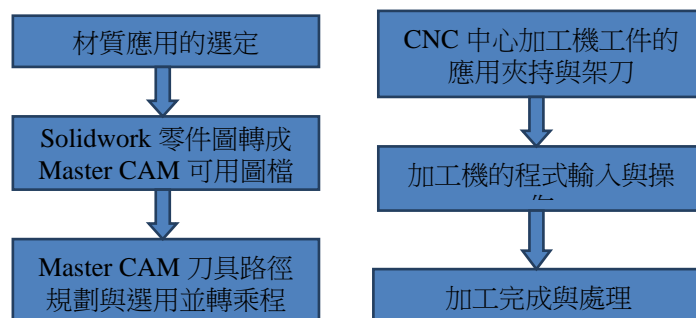 材質應用的選定
Solidwork 零件圖轉成
Master CAM 可用圖檔
Master CAM 刀具路徑
規劃與選用並轉乘程
CNC 中心加工機工件的
應用夾持與架刀
加工機的程式輸入與操
加工完成與處理